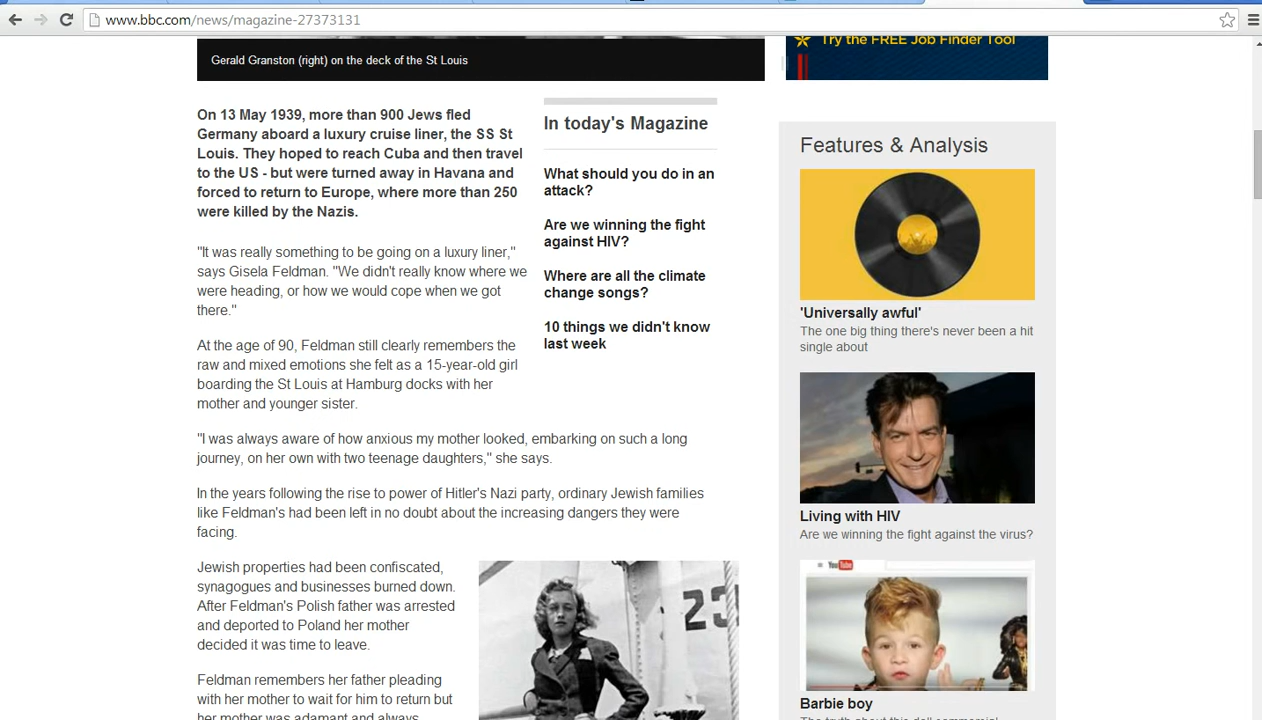 www.bbc.com/news/magazine-27373131
Gerald Granston (right) on the deck of the St Louis
Try the FREE Job Finder Tool
On 13 May 1939, more than 900 Jews fled
Germany aboard a luxury cruise liner, the SS St
Louis. They hoped to reach Cuba and then travel
to the US - but were turned away in Havana and
forced to return to Europe, where more than 250
were killed by the Nazis.
"It was really something to be going on a luxury liner,"
says Gisela Feldman. "We didn't really know where we
were heading, or how we would cope when we got
there."
At the age of 90, Feldman still clearly remembers the
raw and mixed emotions she felt as a 15-year-old girl
boarding the St Louis at Hamburg docks with her
mother and younger sister.
"I was always aware of how anxious my mother looked, embarking on such a long
journey, on her own with two teenage daughters," she says.
In the years following the rise to power of Hitler's Nazi party, ordinary Jewish families
like Feldman's had been left in no doubt about the increasing dangers they were
facing.
Jewish properties had been confiscated,
synagogues and businesses burned down.
After Feldman's Polish father was arrested
and deported to Poland her mother
decided it was time to leave.
Feldman remembers her father pleading
with her mother to wait for him to return but
her mother was adamant and always
23
In today's Magazine
What should you do in an
attack?
Are we winning the fight
against HIV?
Where are all the climate
change songs?
10 things we didn't know
last week
Features & Analysis
'Universally awful'
The one big thing there's never been a hit
single about
Living with HIV
Are we winning the fight against the virus?
YouTube
Barbie boy
The truth about this doll commercial